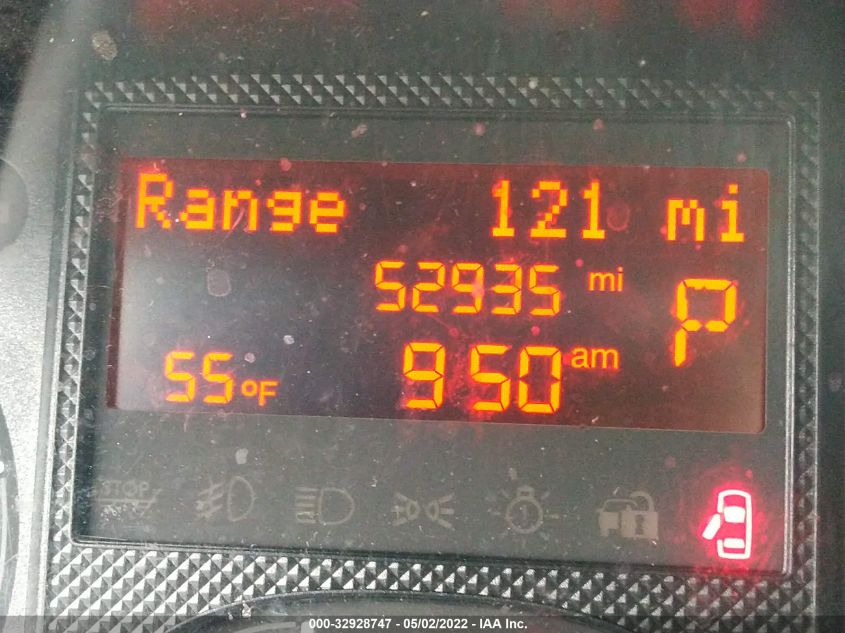 Range 121 mi
52935 mi
P
55°F 9 50 am
STOP
000-32928747 - 05/02/2022 - IAA Inc.